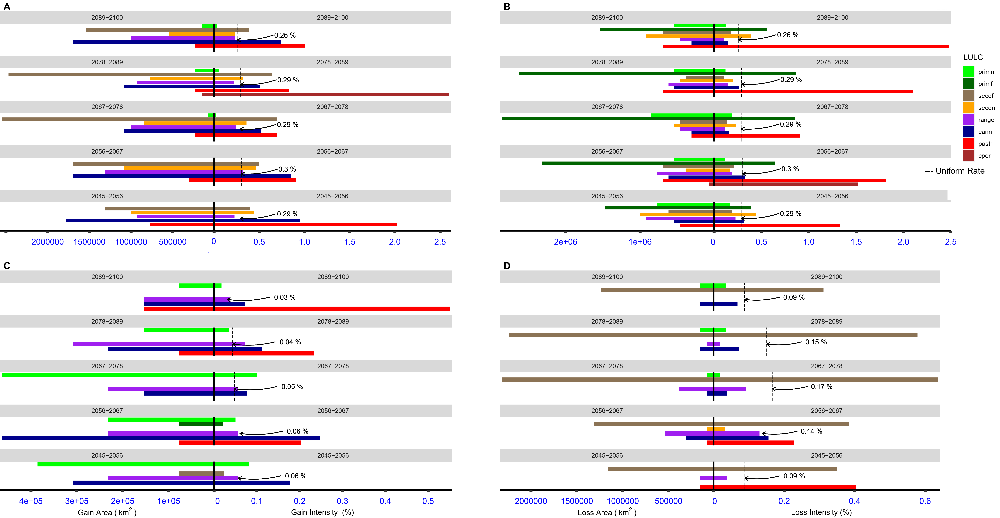 A
2089−2100 2089−2100
0.26 %
2078−2089 2078−2089
0.29 %
2067−2078 2067−2078
0.29 %
2056−2067 2056−2067
0.3 %
2045−2056 2045−2056
0.29 %
2000000 1500000 1000000 500000 0 0.5 1.0 1.5 2.0 2.5
B
2089−2100 2089−2100
0.26 %
2078−2089 2078−2089
0.29 %
2067−2078 2067−2078
0.29 %
2056−2067 2056−2067
0.3 %
2045−2056 2045−2056
0.29 %
2e+06 1e+06 0 0.5 1.0 1.5 2.0 2.5
LULC
primn
primf
secdf
secdn
range
cann
pastr
cper
--- Uniform Rate
C
2089−2100 2089−2100
0.03 %
2078−2089 2078−2089
0.04 %
2067−2078 2067−2078
0.05 %
2056−2067 2056−2067
0.06 %
2045−2056 2045−2056
0.06 %
4e+05 3e+05 2e+05 1e+05 0 0.1 0.2 0.3 0.4 0.5
Gain Area ( km² ) Gain Intensity (%)
D
2089−2100 2089−2100
0.09 %
2078−2089 2078−2089
0.15 %
2067−2078 2067−2078
0.17 %
2056−2067 2056−2067
0.14 %
2045−2056 2045−2056
0.09 %
2000000 1500000 1000000 500000 0 0.2 0.4 0.6
Loss Area ( km² ) Loss Intensity (%)